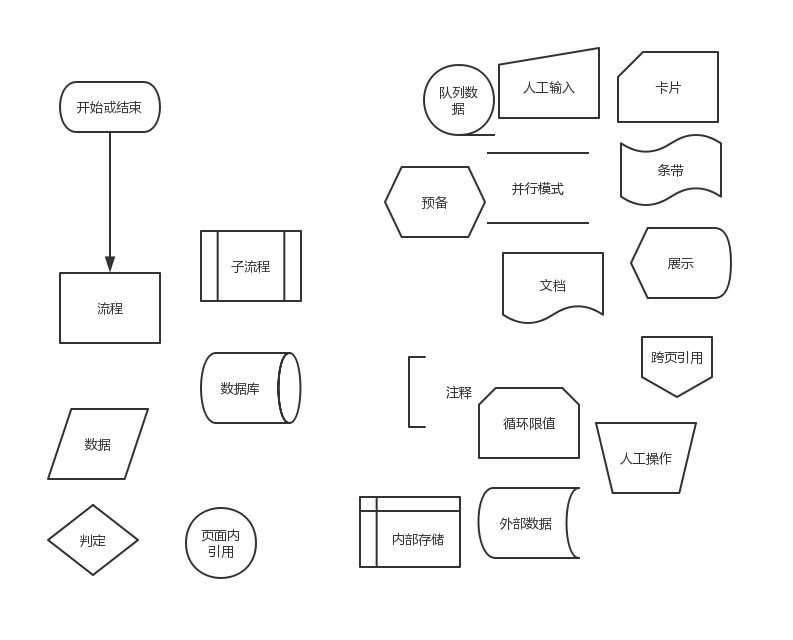 开始或结束
流程
子流程
数据库
数据
判定
页面内
引用
队列数
据
人工输入
卡片
预备
并行模式
条带
文档
展示
跨页引用
注释
循环限值
人工操作
内部存储
外部数据